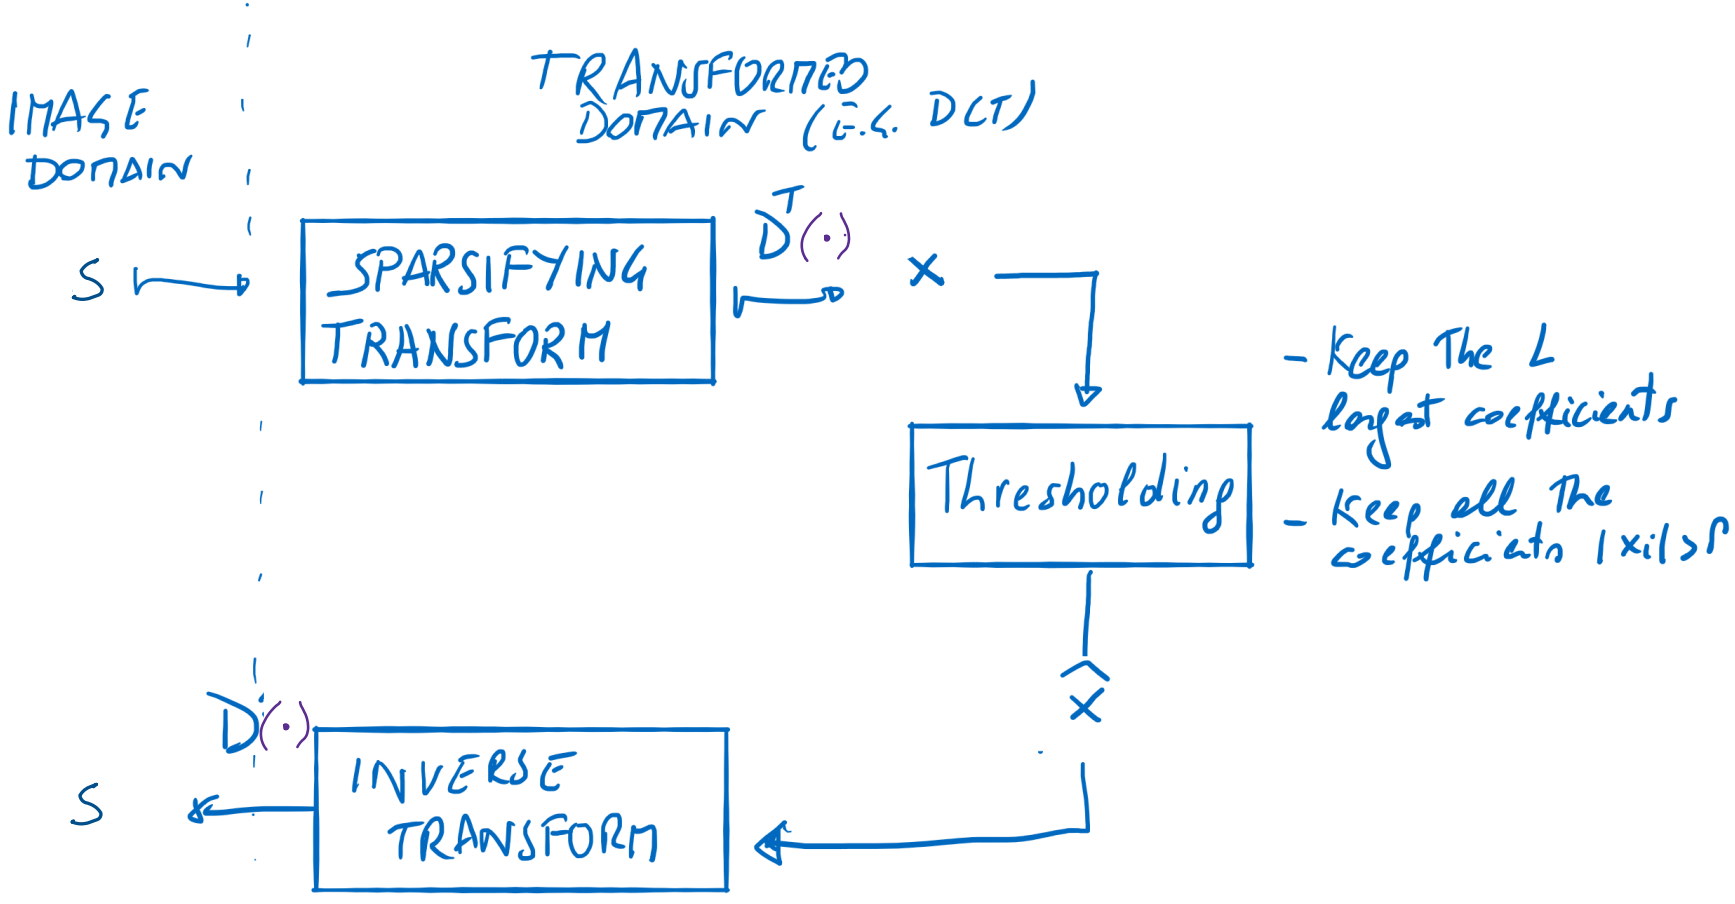 TRANSFORMED
DOMAIN (E.G. DCT)
IMAGE
DOMAIN
D^T(·)
S
SPARSIFYING
TRANSFORM
x
- Keep The L
largest coefficients
Thresholding
- Keep all The
coefficients |xi| >
x̂
D(·)
S
INVERSE
TRANSFORM